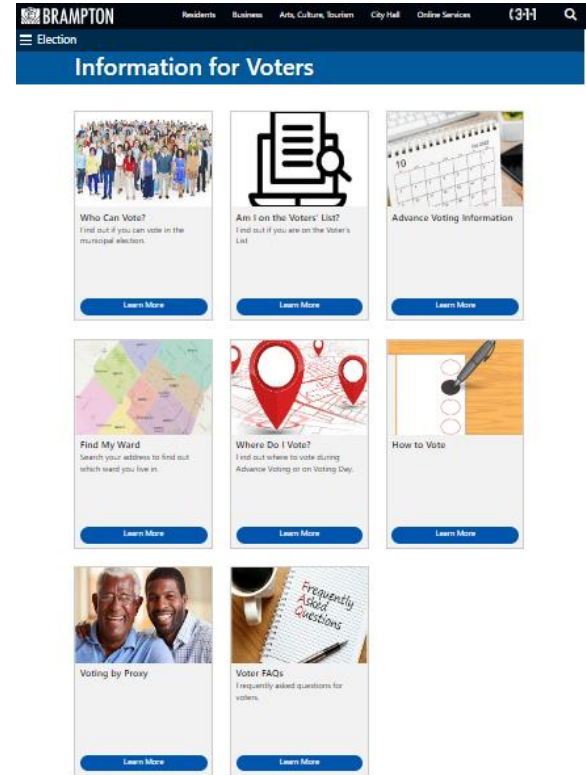 BRAMPTON Residents Business Arts, Culture, Tourism City Hall Online Services (3-1-1
Election
Information for Voters
Who Can Vote?
Find out if you can vote in the
municipal election.
Learn More
Am I on the Voters' List?
Find out if you are on the Voter's
List
Learn More
10
Advance Voting Information
Learn More
Find My Ward
Search your address to find out
which ward you live in.
Learn More
Where Do I Vote?
Find out where to vote during
Advance Voting or on Voting Day.
Learn More
How to Vote
Learn More
Voting by Proxy
Learn More
Frequently
Asked
Questions
Voter FAQs
Frequently asked questions for
voters.
Learn More